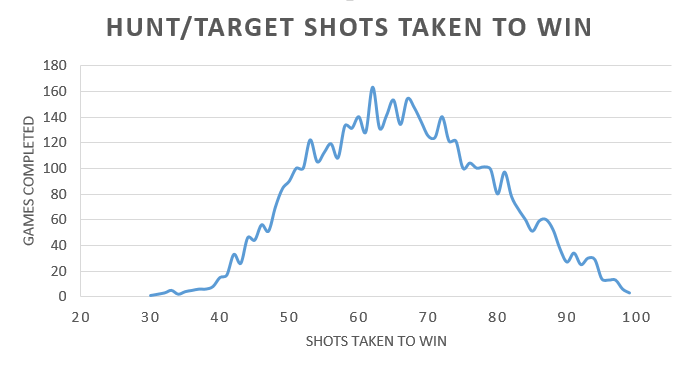 HUNT/TARGET SHOTS TAKEN TO WIN
180
160
140
120
100
80
60
40
20
0
GAMES COMPLETED
20 30 40 50 60 70 80 90 100
SHOTS TAKEN TO WIN